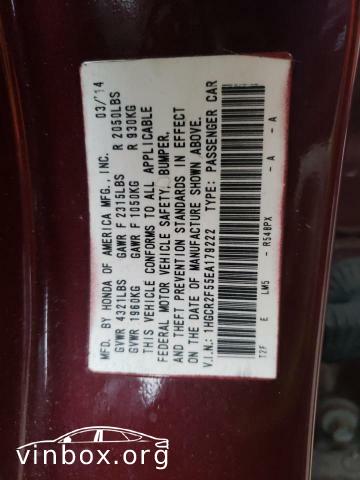 MFD. BY HONDA OF AMERICA MFG., INC. 03/'14
GVWR 4321LBS GAWR F 2315LBS R 2050LBS
GVWR 1960KG GAWR F 1050KG R 930KG
THIS VEHICLE CONFORMS TO ALL APPLICABLE
FEDERAL MOTOR VEHICLE SAFETY, BUMPER,
AND THEFT PREVENTION STANDARDS IN EFFECT
ON THE DATE OF MANUFACTURE SHOWN ABOVE.
V.I.N.: 1HGCR2F55EA179222 TYPE: PASSENGER CAR
T2F E LM5 - R548PX - A - A
vinbox.org